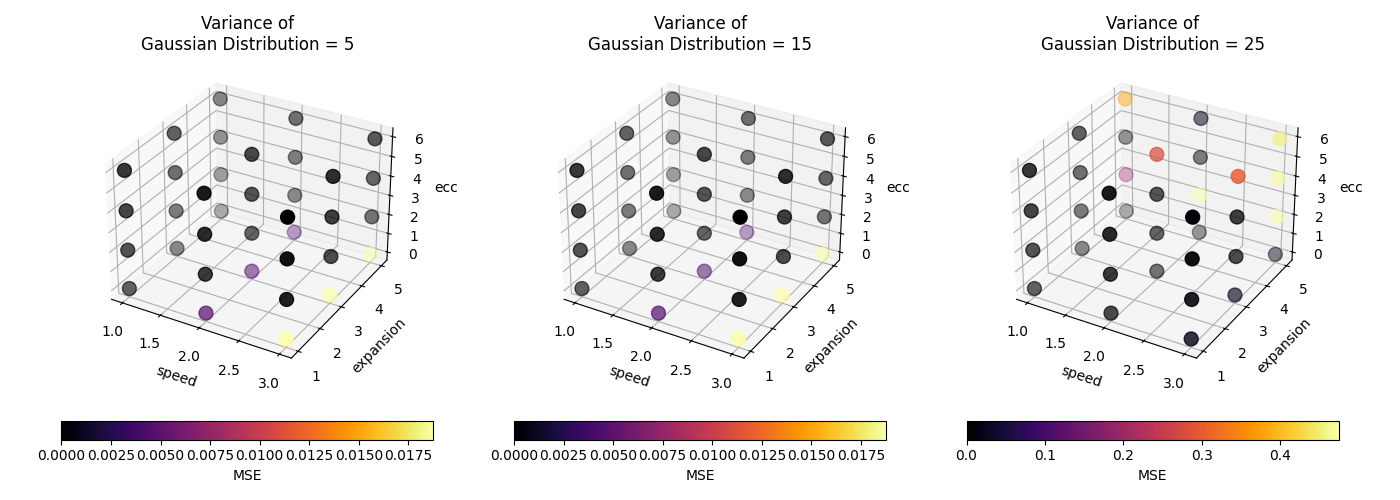 Variance of
Gaussian Distribution = 5
6
5
4
3
2
1
0
ecc
1.0
1.5
2.0
2.5
3.0
speed
1
2
3
4
5
expansion
0.0000 0.0025 0.0050 0.0075 0.0100 0.0125 0.0150 0.0175
MSE
Variance of
Gaussian Distribution = 15
6
5
4
3
2
1
0
ecc
1.0
1.5
2.0
2.5
3.0
speed
1
2
3
4
5
expansion
0.0000 0.0025 0.0050 0.0075 0.0100 0.0125 0.0150 0.0175
MSE
Variance of
Gaussian Distribution = 25
6
5
4
3
2
1
0
ecc
1.0
1.5
2.0
2.5
3.0
speed
1
2
3
4
5
expansion
0.0 0.1 0.2 0.3 0.4
MSE